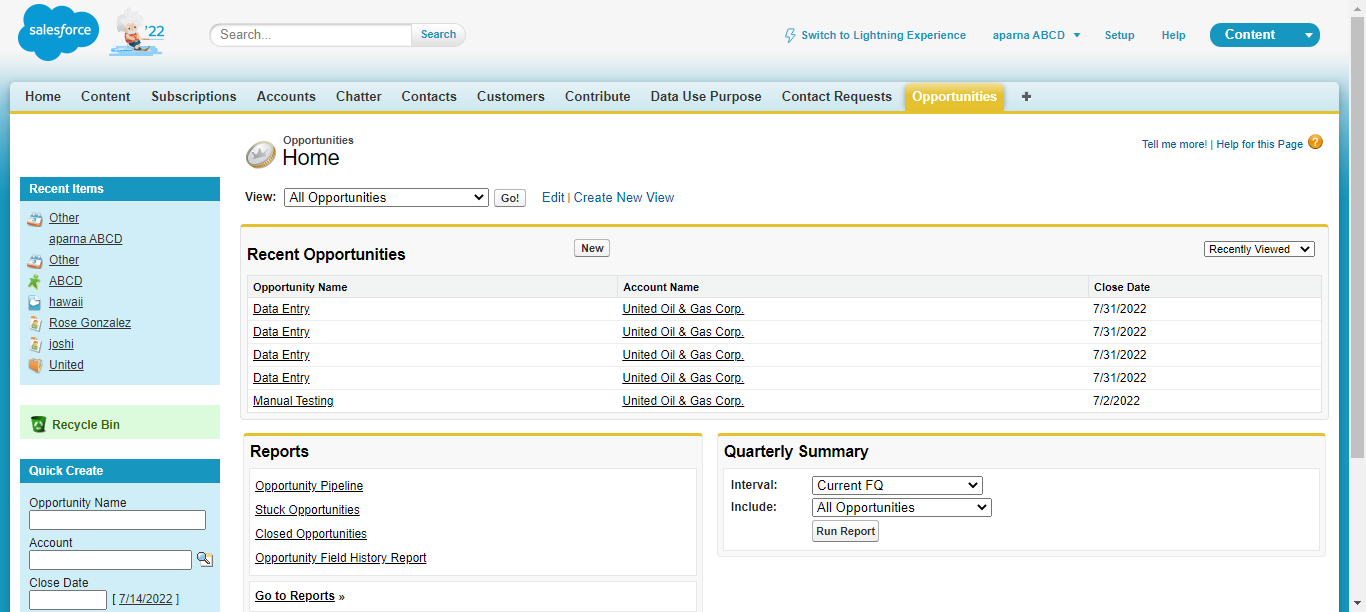 salesforce
'22
Search...
Search
Switch to Lightning Experience
aparna ABCD
Setup
Help
Content
Home Content Subscriptions Accounts Chatter Contacts Customers Contribute Data Use Purpose Contact Requests Opportunities +
Opportunities
Home
Tell me more! | Help for this Page ?
View: All Opportunities Go! Edit | Create New View
Recent Items
Other
aparna ABCD
Other
ABCD
hawaii
Rose Gonzalez
joshi
United
Recycle Bin
Quick Create
Opportunity Name
Account
Close Date
[ 7/14/2022 ]
Recent Opportunities New Recently Viewed
Opportunity Name Account Name Close Date
Data Entry United Oil & Gas Corp. 7/31/2022
Data Entry United Oil & Gas Corp. 7/31/2022
Data Entry United Oil & Gas Corp. 7/31/2022
Data Entry United Oil & Gas Corp. 7/31/2022
Manual Testing United Oil & Gas Corp. 7/2/2022
Reports
Opportunity Pipeline
Stuck Opportunities
Closed Opportunities
Opportunity Field History Report
Go to Reports »
Quarterly Summary
Interval: Current FQ
Include: All Opportunities
Run Report